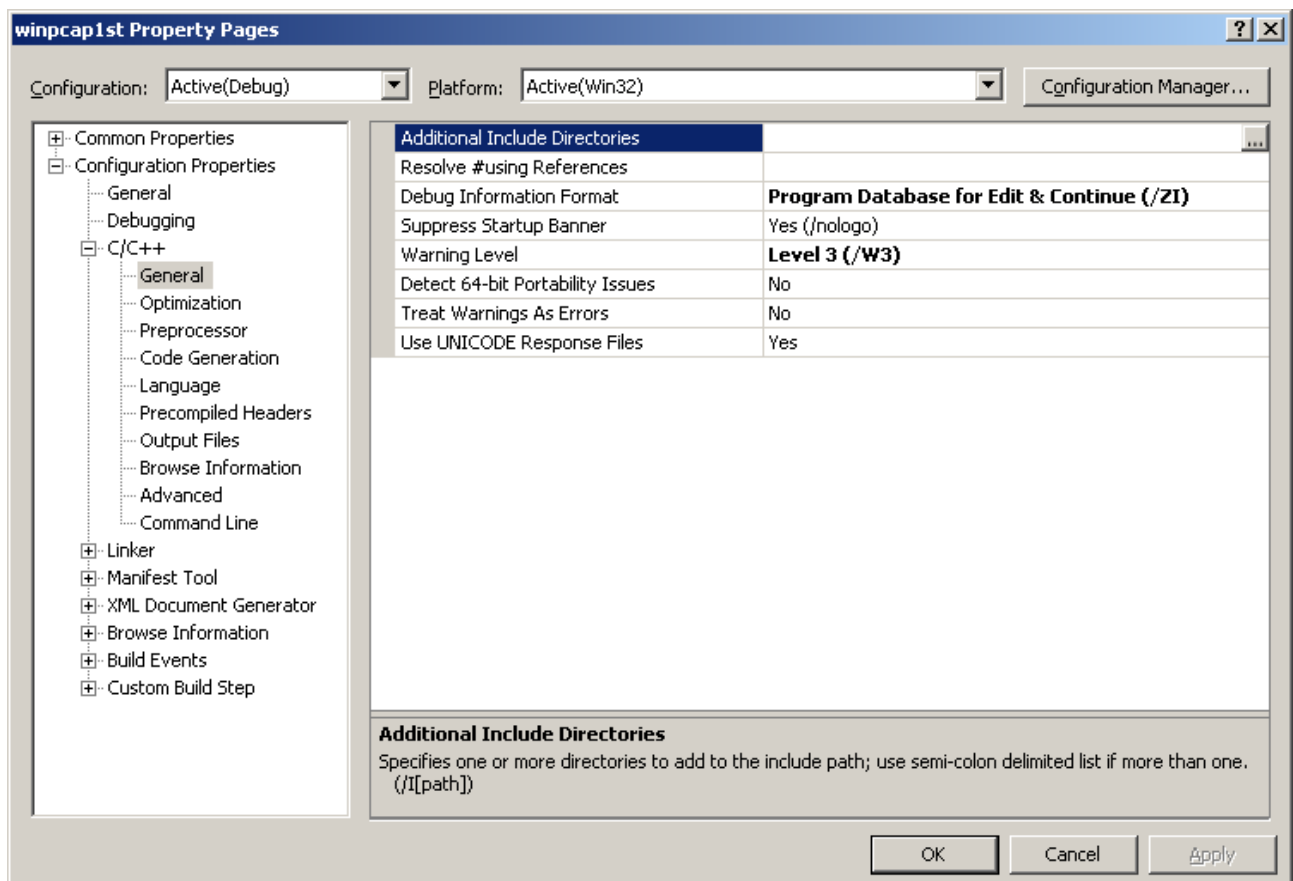 winpcap1st Property Pages
Configuration: Active(Debug) Platform: Active(Win32) Configuration Manager...
Common Properties
Configuration Properties
General
Debugging
C/C++
General
Optimization
Preprocessor
Code Generation
Language
Precompiled Headers
Output Files
Browse Information
Advanced
Command Line
Linker
Manifest Tool
XML Document Generator
Browse Information
Build Events
Custom Build Step
Additional Include Directories ...
Resolve #using References
Debug Information Format Program Database for Edit & Continue (/ZI)
Suppress Startup Banner Yes (/nologo)
Warning Level Level 3 (/W3)
Detect 64-bit Portability Issues No
Treat Warnings As Errors No
Use UNICODE Response Files Yes
Additional Include Directories
Specifies one or more directories to add to the include path; use semi-colon delimited list if more than one.
(/I[path])
OK Cancel Apply